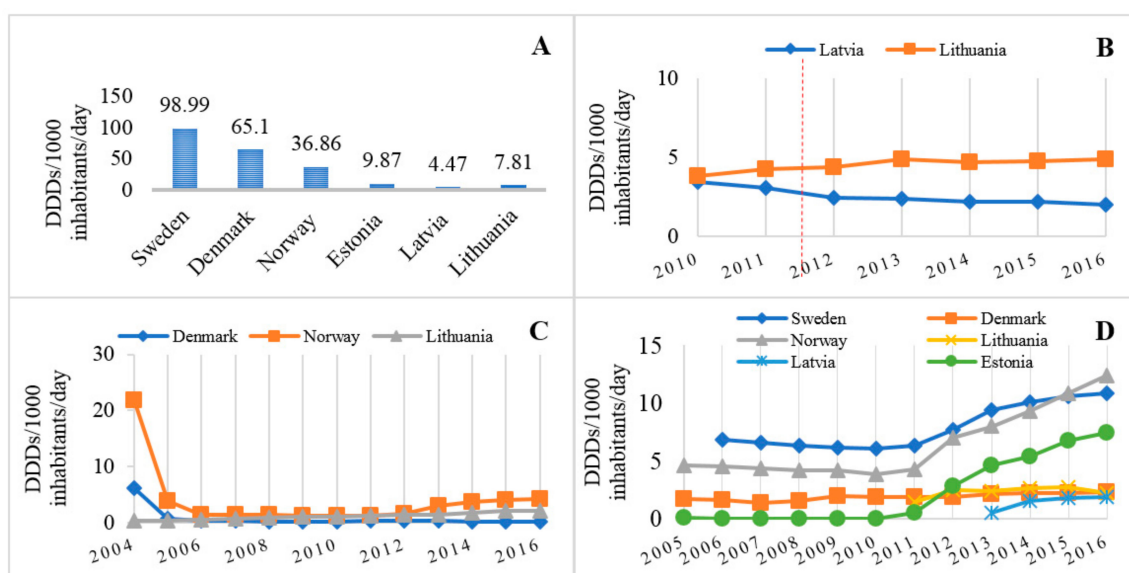 A
DDDs/1000
inhabitants/day
150
100
50
0
98.99
65.1
36.86
9.87
4.47
7.81
Sweden
Denmark
Norway
Estonia
Latvia
Lithuania
B
Latvia
Lithuania
DDDs/1000
inhabitants/day
10
5
0
2010
2011
2012
2013
2014
2015
2016
C
Denmark
Norway
Lithuania
DDDs/1000
inhabitants/day
30
20
10
0
2004
2006
2008
2010
2012
2014
2016
D
Sweden
Denmark
Norway
Lithuania
Latvia
Estonia
DDDs/1000
inhabitants/day
15
10
5
0
2005
2006
2007
2008
2009
2010
2011
2012
2013
2014
2015
2016